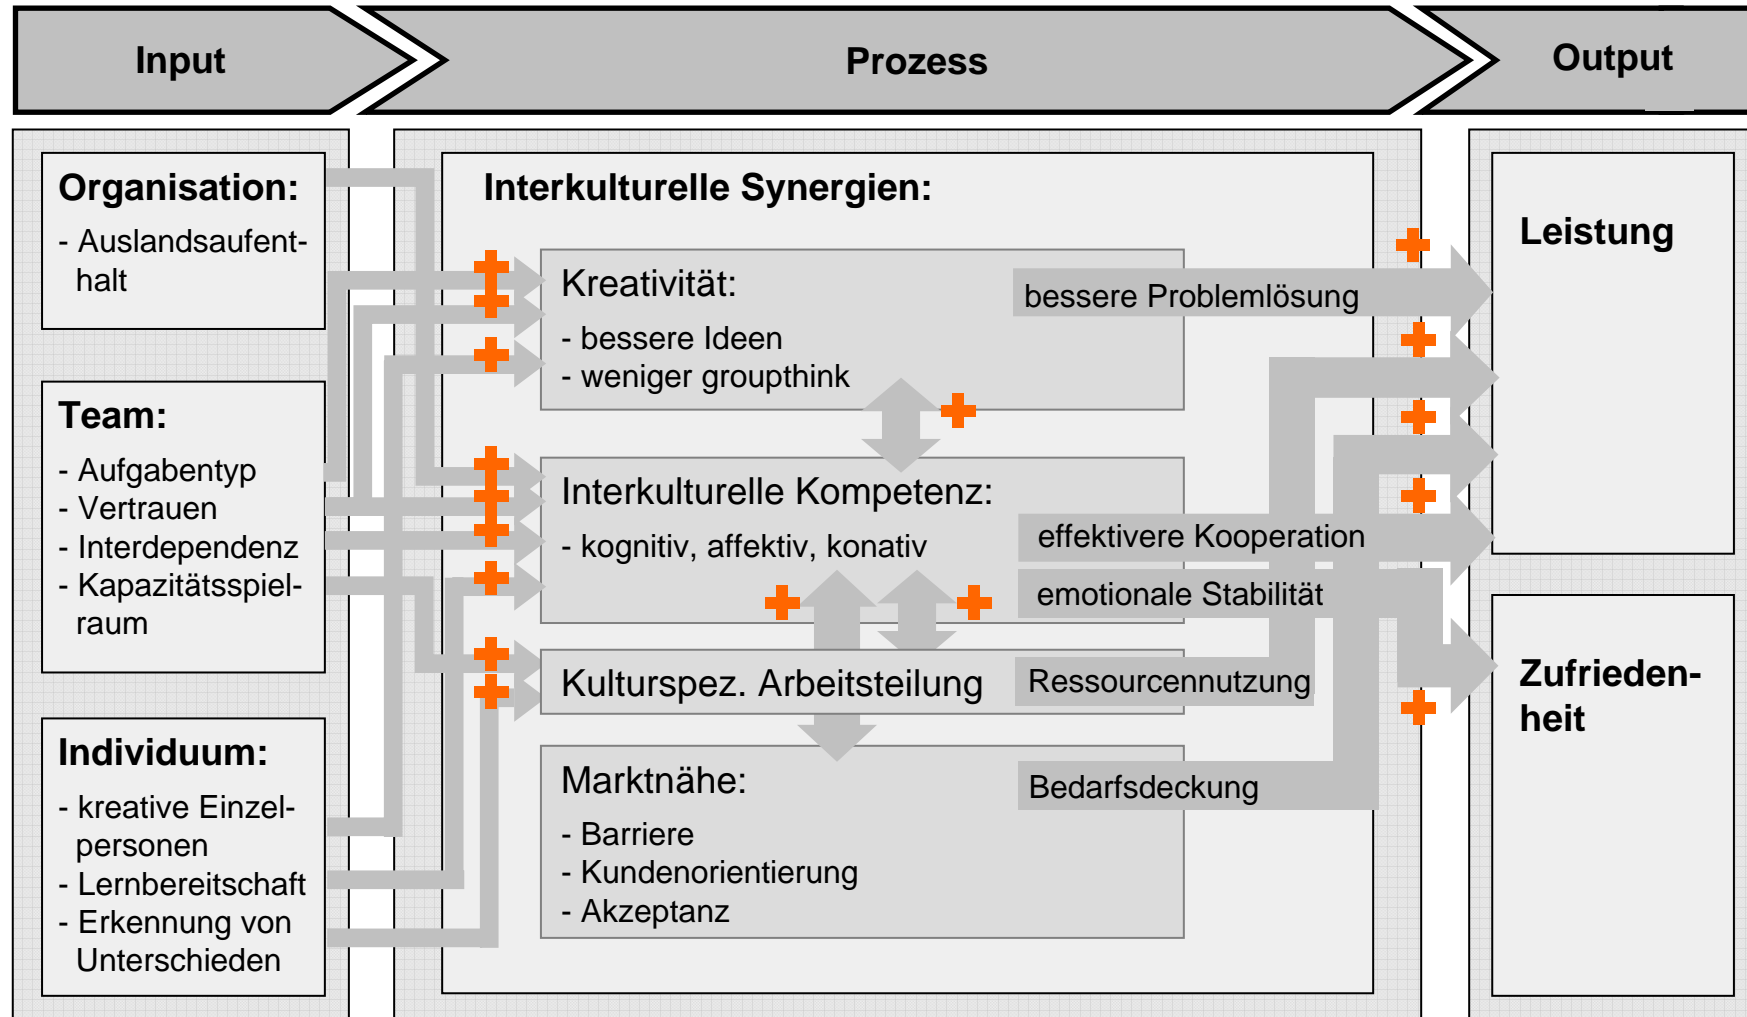 Input
Prozess
Output
Organisation:
- Auslandsaufent-
halt
Team:
- Aufgabentyp
- Vertrauen
- Interdependenz
- Kapazitätsspiel-
raum
Individuum:
- kreative Einzel-
personen
- Lernbereitschaft
- Erkennung von
Unterschieden
Interkulturelle Synergien:
Kreativität:
- bessere Ideen
- weniger groupthink
bessere Problemlösung
Interkulturelle Kompetenz:
- kognitiv, affektiv, konativ
effektivere Kooperation
emotionale Stabilität
Kulturspez. Arbeitsteilung
Ressourcennutzung
Marktnähe:
- Barriere
- Kundenorientierung
- Akzeptanz
Bedarfsdeckung
Leistung
Zufrieden-
heit